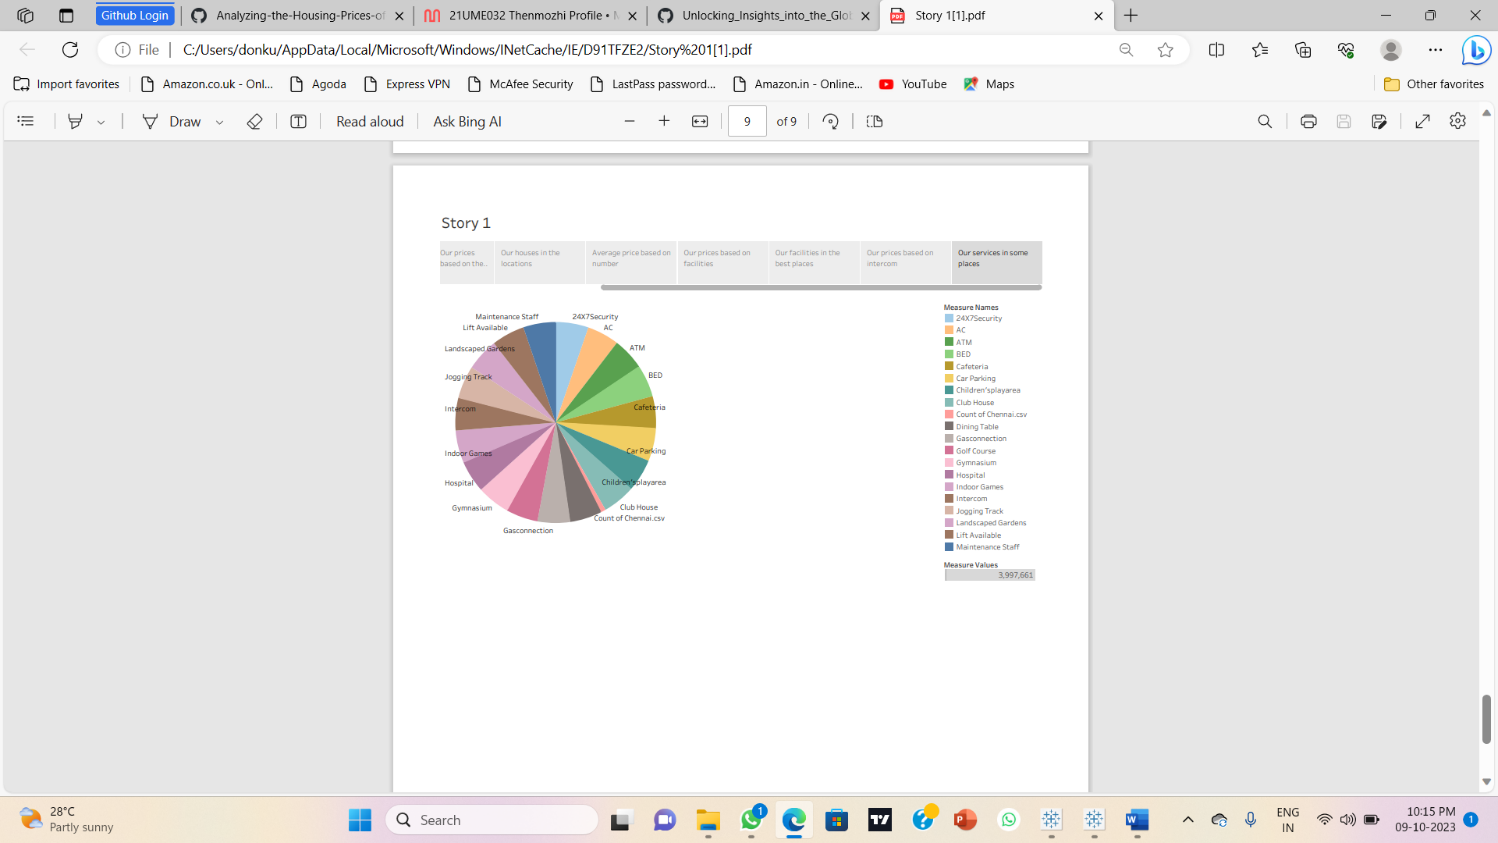 Github Login
Analyzing-the-Housing-Prices-of
21UME032 Thenmozhi Profile •
Unlocking_Insights_into_the_Glob
Story 1[1].pdf
File
C:/Users/donku/AppData/Local/Microsoft/Windows/INetCache/IE/D91TFZE2/Story%201[1].pdf
Import favorites
Amazon.co.uk - Onl...
Agoda
Express VPN
McAfee Security
LastPass password...
Amazon.in - Online...
YouTube
Maps
Other favorites
Draw
Read aloud
Ask Bing AI
9
of 9
Story 1
Our prices
based on the..
Our houses in the
locations
Average price based on
number
Our prices based on
facilities
Our facilities in the
best places
Our prices based on
intercom
Our services in some
places
Maintenance Staff
24X7Security
Lift Available
AC
Landscaped Gardens
ATM
Jogging Track
BED
Intercom
Cafeteria
Indoor Games
Car Parking
Hospital
Children'splayarea
Gymnasium
Club House
Count of Chennai.csv
Gasconnection
Measure Names
24X7Security
AC
ATM
BED
Cafeteria
Car Parking
Children'splayarea
Club House
Count of Chennai.csv
Dining Table
Gasconnection
Golf Course
Gymnasium
Hospital
Indoor Games
Intercom
Jogging Track
Landscaped Gardens
Lift Available
Maintenance Staff
Measure Values
3,997,661
28°C
Partly sunny
Search
1
ENG
IN
10:15 PM
09-10-2023
1